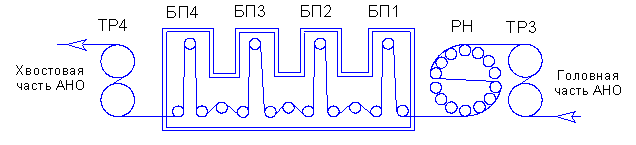 ТР4 БП4 БП3 БП2 БП1 РН ТР3
Хвостовая
часть АНО
Головная
часть АНО